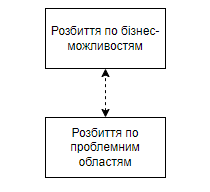 Розбиття по бізнес-
можливостям
Розбиття по
проблемним
областям